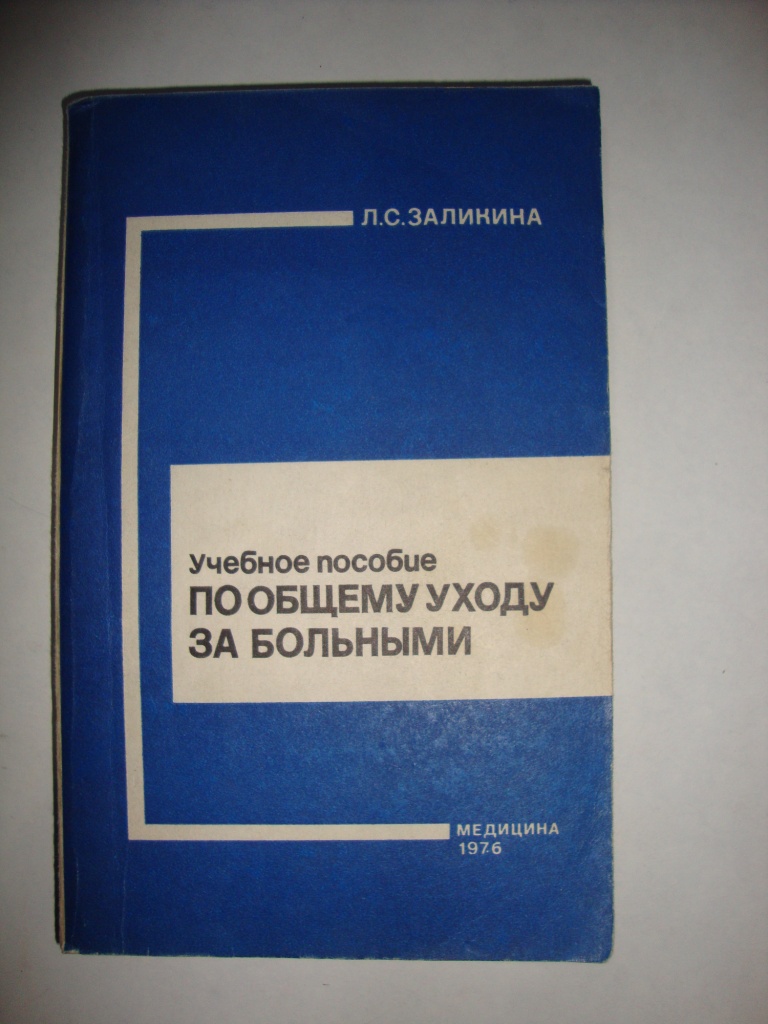 Л.С.ЗАЛИКИНА
Учебное пособие
ПО ОБЩЕМУ УХОДУ
ЗА БОЛЬНЫМИ
МЕДИЦИНА
1976